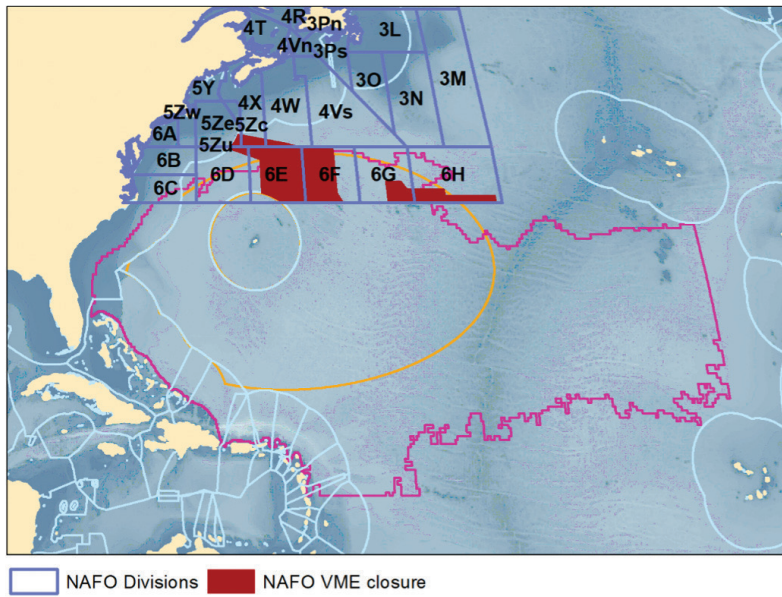 4R
4T 3Pn
3L
4Vn
3Ps
3M
3O
5Y
3N
4X 4W
5Zw
4Vs
5Ze
5Zc
6A
5Zu
6B
6C 6D 6E 6F 6G 6H
NAFO Divisions NAFO VME closure